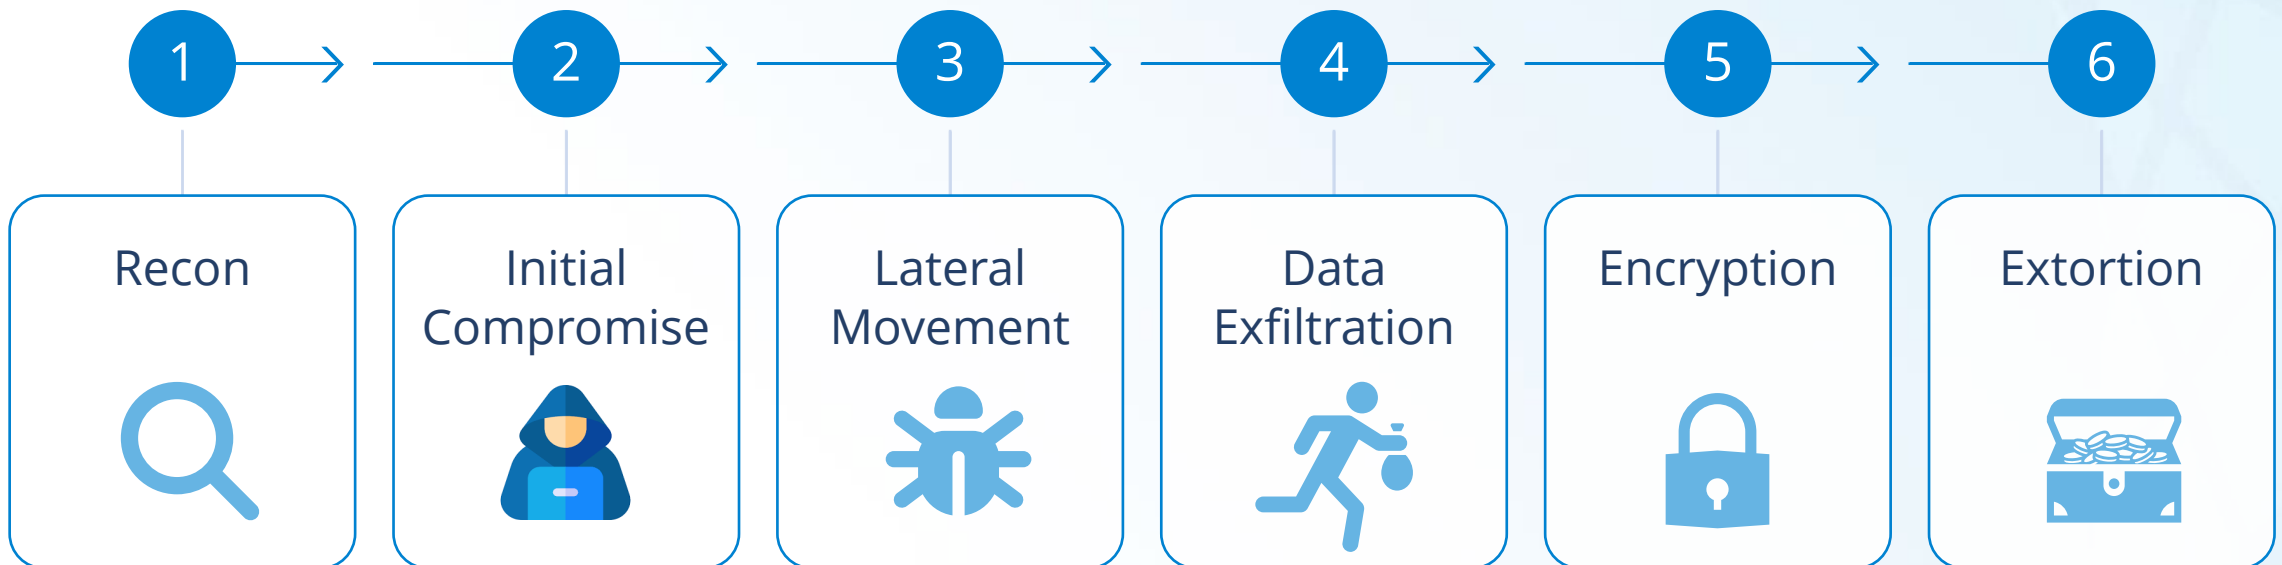 1
2
3
4
5
6
Recon
Initial
Compromise
Lateral
Movement
Data
Exfiltration
Encryption
Extortion